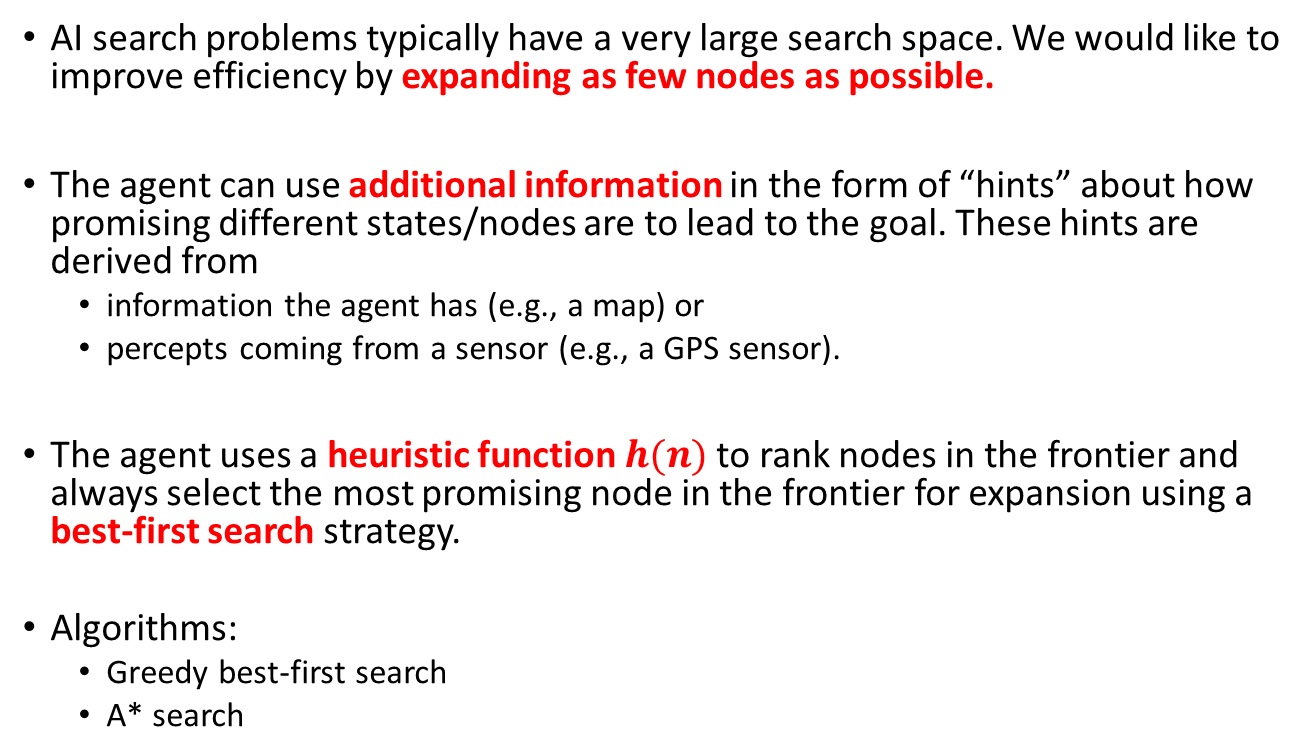 • AI search problems typically have a very large search space. We would like to
improve efficiency by expanding as few nodes as possible.
• The agent can use additional information in the form of “hints” about how
promising different states/nodes are to lead to the goal. These hints are
derived from
• information the agent has (e.g., a map) or
• percepts coming from a sensor (e.g., a GPS sensor).
• The agent uses a heuristic function h(n) to rank nodes in the frontier and
always select the most promising node in the frontier for expansion using a
best-first search strategy.
• Algorithms:
• Greedy best-first search
• A* search